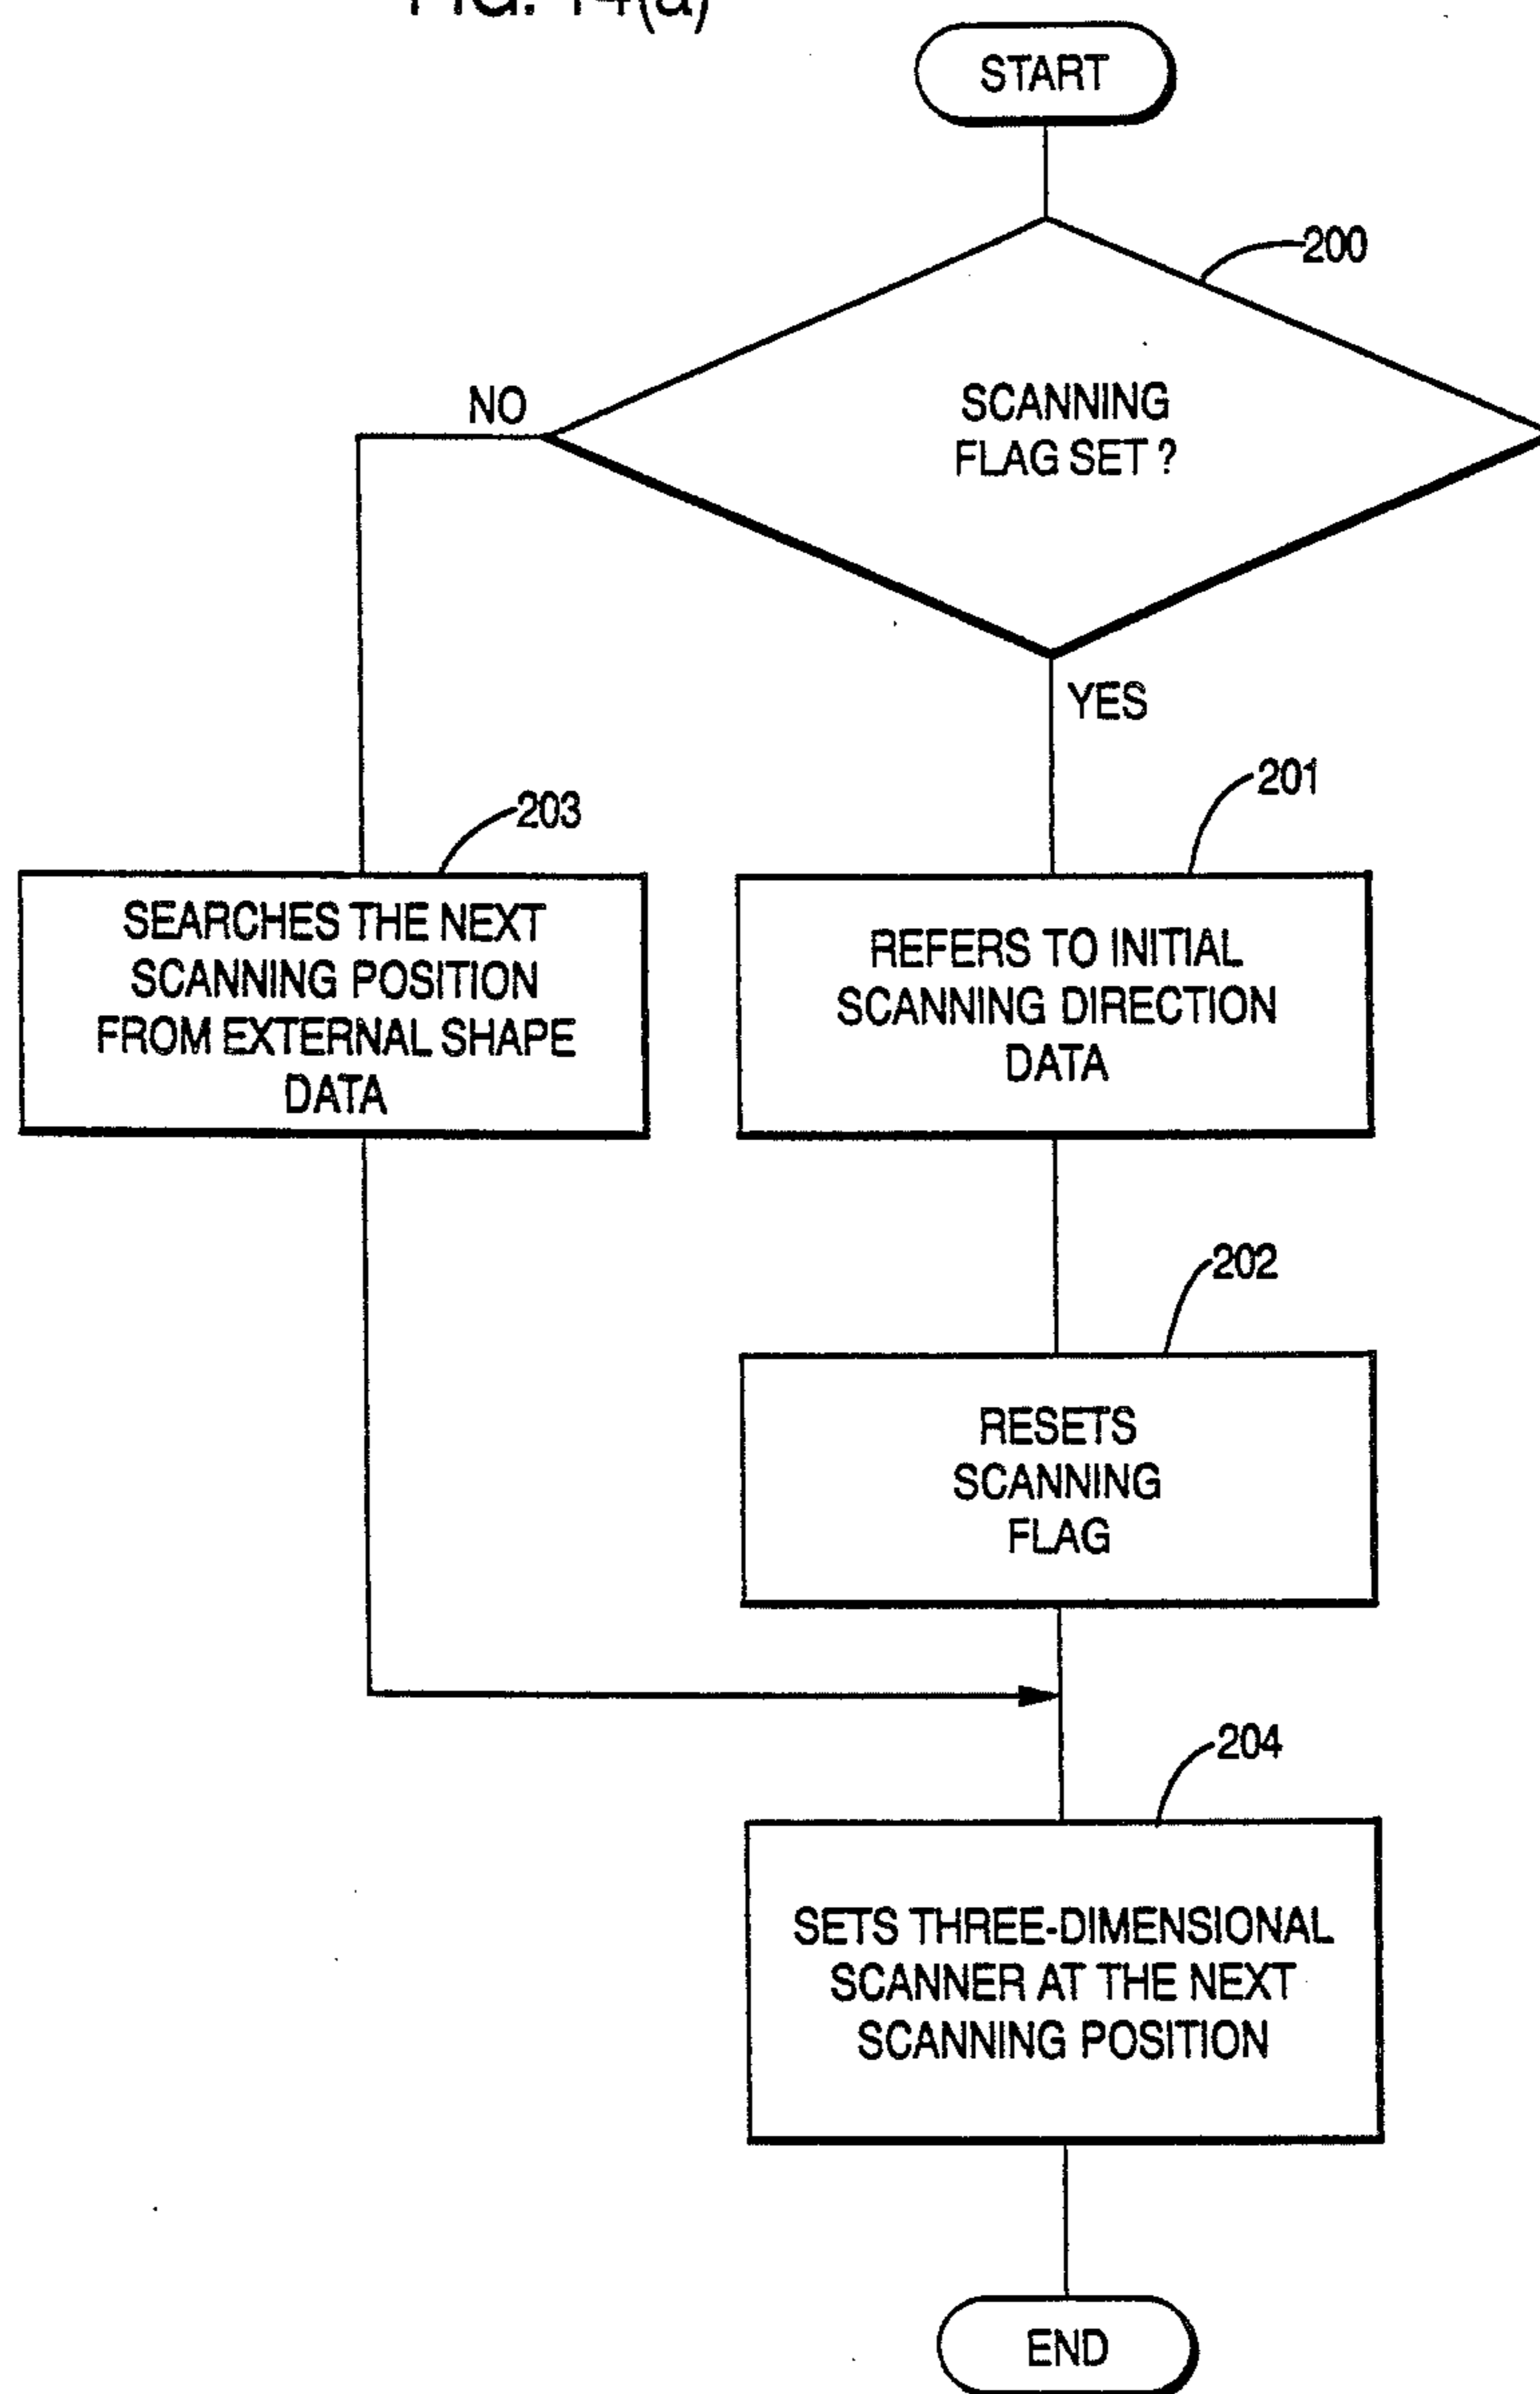 FIG. 14(a)
START
200
SCANNING
FLAG SET ?
NO
YES
201
203
SEARCHES THE NEXT
SCANNING POSITION
FROM EXTERNAL SHAPE
DATA
REFERS TO INITIAL
SCANNING DIRECTION
DATA
202
RESETS
SCANNING
FLAG
204
SETS THREE-DIMENSIONAL
SCANNER AT THE NEXT
SCANNING POSITION
END